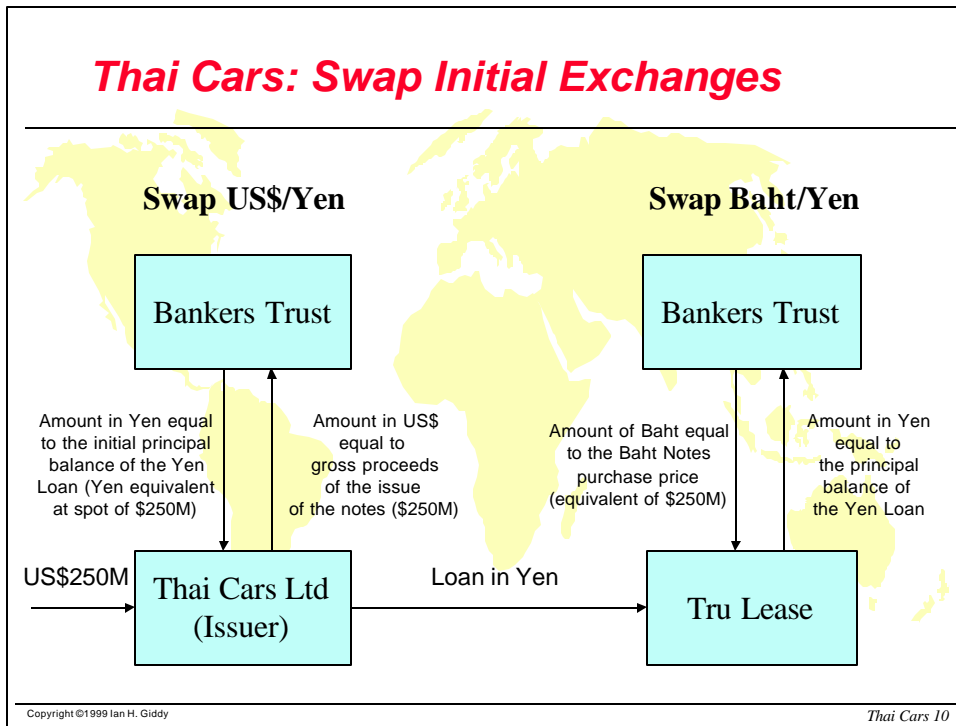 Thai Cars: Swap Initial Exchanges
Swap US$/Yen
Swap Baht/Yen
Bankers Trust
Bankers Trust
Amount in Yen equal
to the initial principal
balance of the Yen
Loan (Yen equivalent
at spot of $250M)
Amount in US$
equal to
gross proceeds
of the issue
of the notes ($250M)
Amount of Baht equal
to the Baht Notes
purchase price
(equivalent of $250M)
Amount in Yen
equal to
the principal
balance of
the Yen Loan
US$250M
Thai Cars Ltd
(Issuer)
Loan in Yen
Tru Lease
Copyright ©1999 Ian H. Giddy
Thai Cars 10